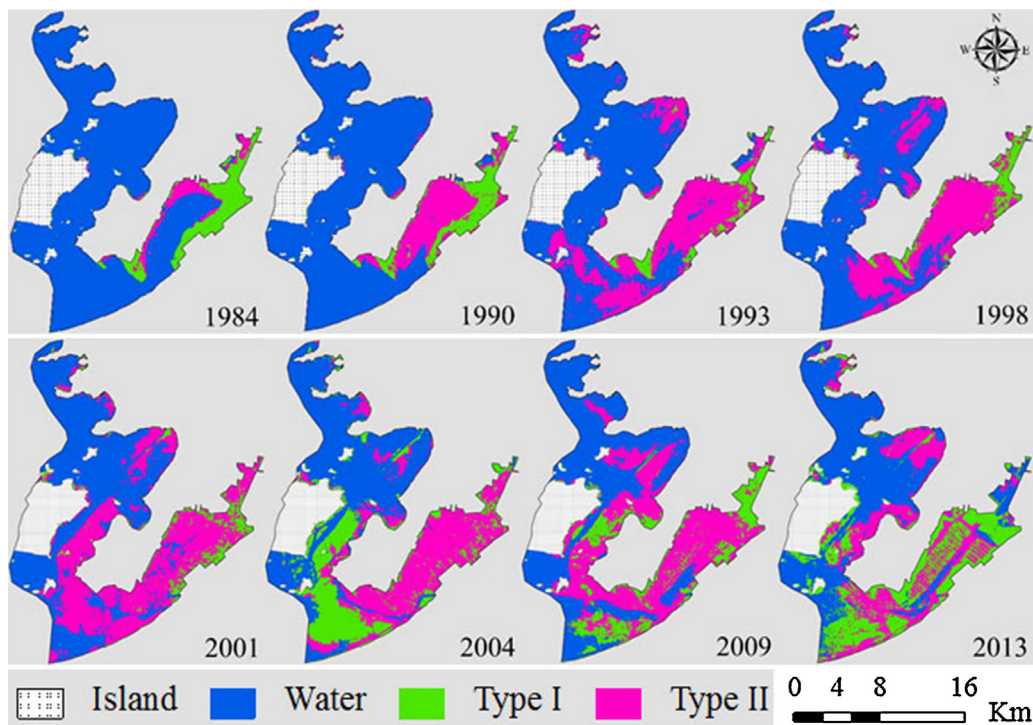 N
W E
S
1984 1990 1993 1998
2001 2004 2009 2013
Island Water Type I Type II
0 4 8 16
Km